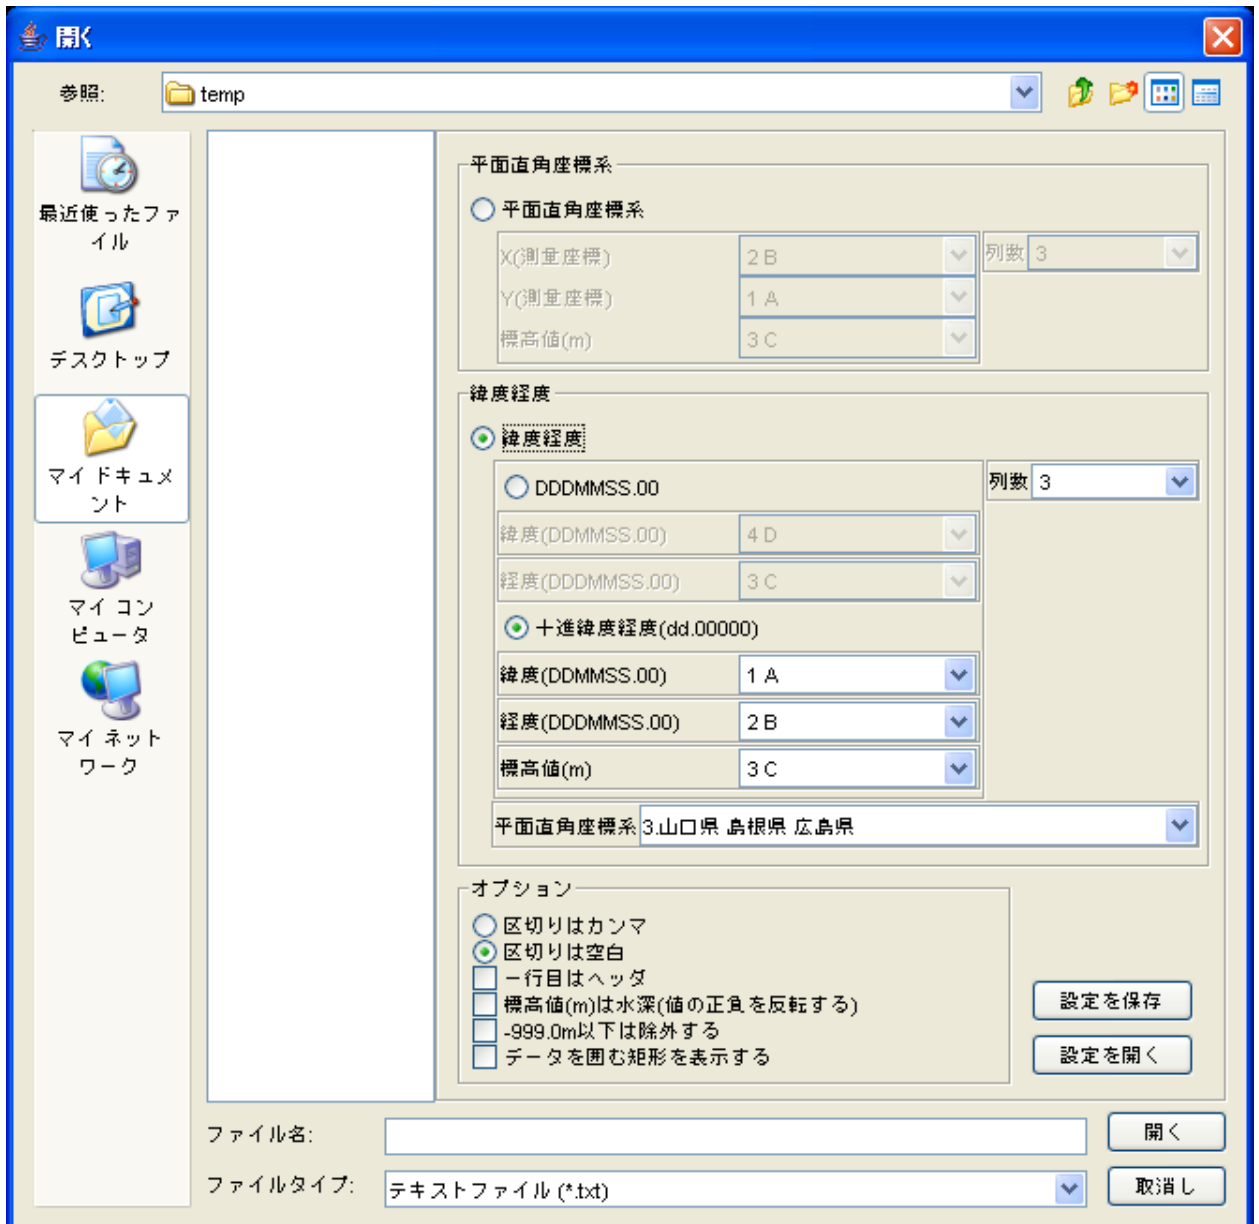 開く
参照: temp
最近使ったファ
イル
デスクトップ
マイ ドキュメ
ント
マイ コン
ピュータ
マイ ネット
ワーク
平面直角座標系
平面直角座標系
X(測量座標) 2 B 列数 3
Y(測量座標) 1 A
標高値(m) 3 C
緯度経度
緯度経度
DDDMMSS.00 列数 3
緯度(DDMMSS.00) 4 D
経度(DDDMMSS.00) 3 C
十進緯度経度(dd.00000)
緯度(DDMMSS.00) 1 A
経度(DDDMMSS.00) 2 B
標高値(m) 3 C
平面直角座標系 3.山口県 島根県 広島県
オプション
区切りはカンマ
区切りは空白
一行目はヘッダ
標高値(m)は水深(値の正負を反転する)
-999.0m以下は除外する
データを囲む矩形を表示する
設定を保存
設定を開く
ファイル名: 開く
ファイルタイプ: テキストファイル (*.txt) 取消し